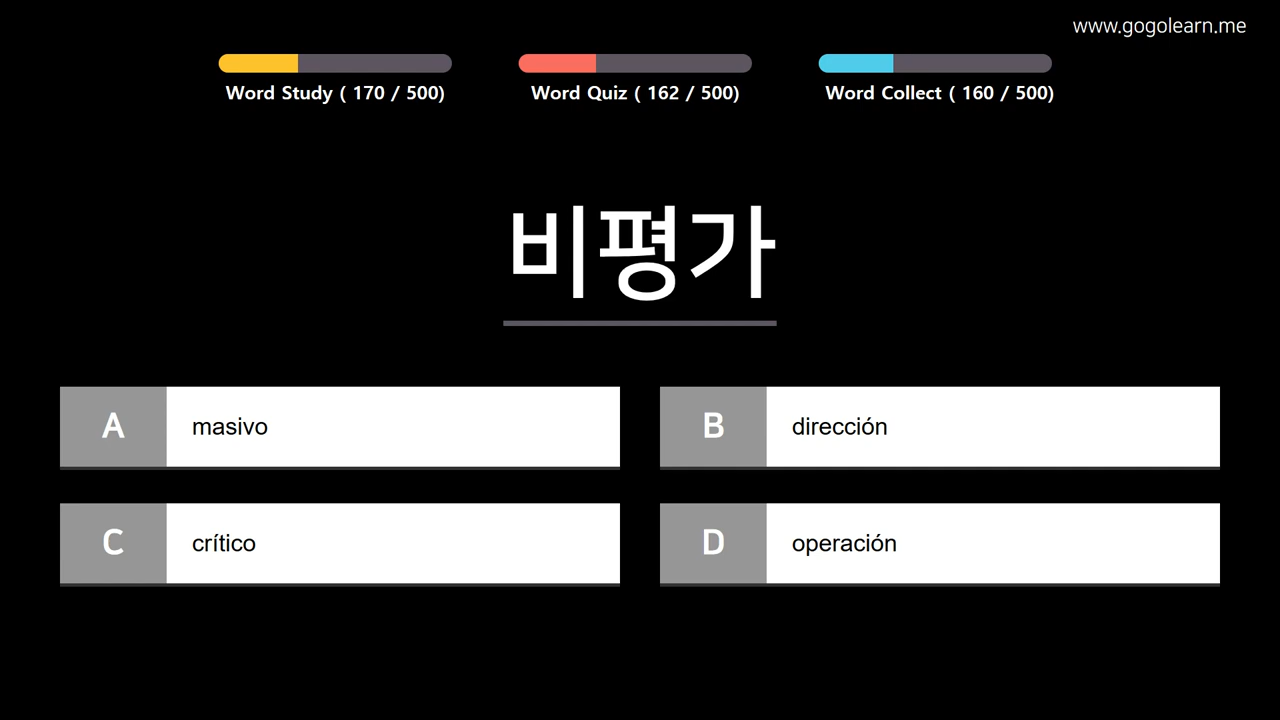 www.gogolearn.me
Word Study ( 170 / 500)
Word Quiz ( 162 / 500)
Word Collect ( 160 / 500)
비평가
A masivo
B dirección
C crítico
D operación